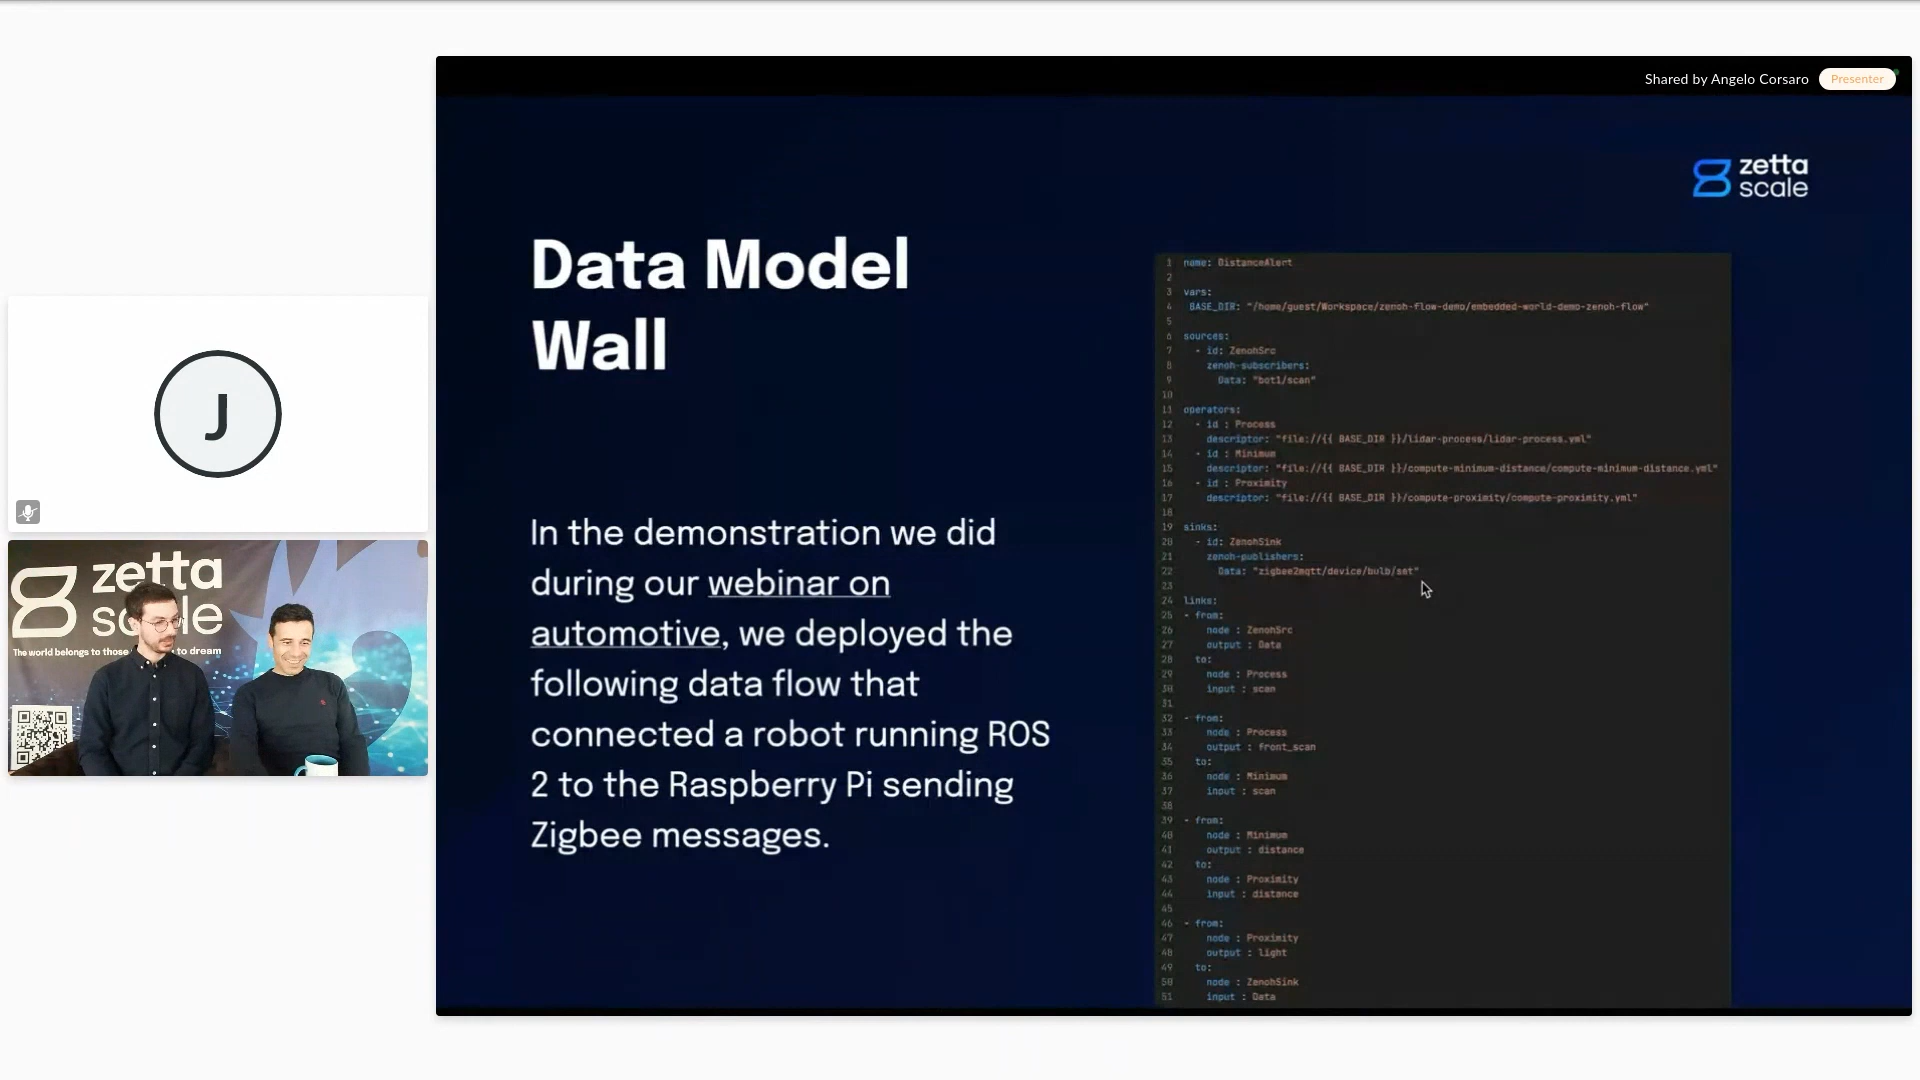 Shared by Angelo Corsaro Presenter
zetta
scale
Data Model
Wall
In the demonstration we did
during our webinar on
automotive, we deployed the
following data flow that
connected a robot running ROS
2 to the Raspberry Pi sending
Zigbee messages.
1 name: DistanceAlert
2
3 vars:
4 BASE_DIR: "/home/guest/Workspace/zenoh-flow-demo/embedded-world-demo-zenoh-flow"
5
6 sources:
7 - id: ZenohSrc
8 zenoh-subscribers:
9 Data: "bot1/scan"
10
11 operators:
12 - id : Process
13 descriptor: "file://{{ BASE_DIR }}/lidar-process/lidar-process.yml"
14 - id : Minimum
15 descriptor: "file://{{ BASE_DIR }}/compute-minimum-distance/compute-minimum-distance.yml"
16 - id : Proximity
17 descriptor: "file://{{ BASE_DIR }}/compute-proximity/compute-proximity.yml"
18
19 sinks:
20 - id: ZenohSink
21 zenoh-publishers:
22 Data: "zigbee2mqtt/device/bulb/set"
23
24 links:
25 - from:
26 node : ZenohSrc
27 output : Data
28 to:
29 node : Process
30 input : scan
31
32 - from:
33 node : Process
34 output : front_scan
35 to:
36 node : Minimum
37 input : scan
38
39 - from:
40 node : Minimum
41 output : distance
42 to:
43 node : Proximity
44 input : distance
45
46 - from:
47 node : Proximity
48 output : light
49 to:
50 node : ZenohSink
51 input : Data
J
zetta
scale
The world belongs to those to dream